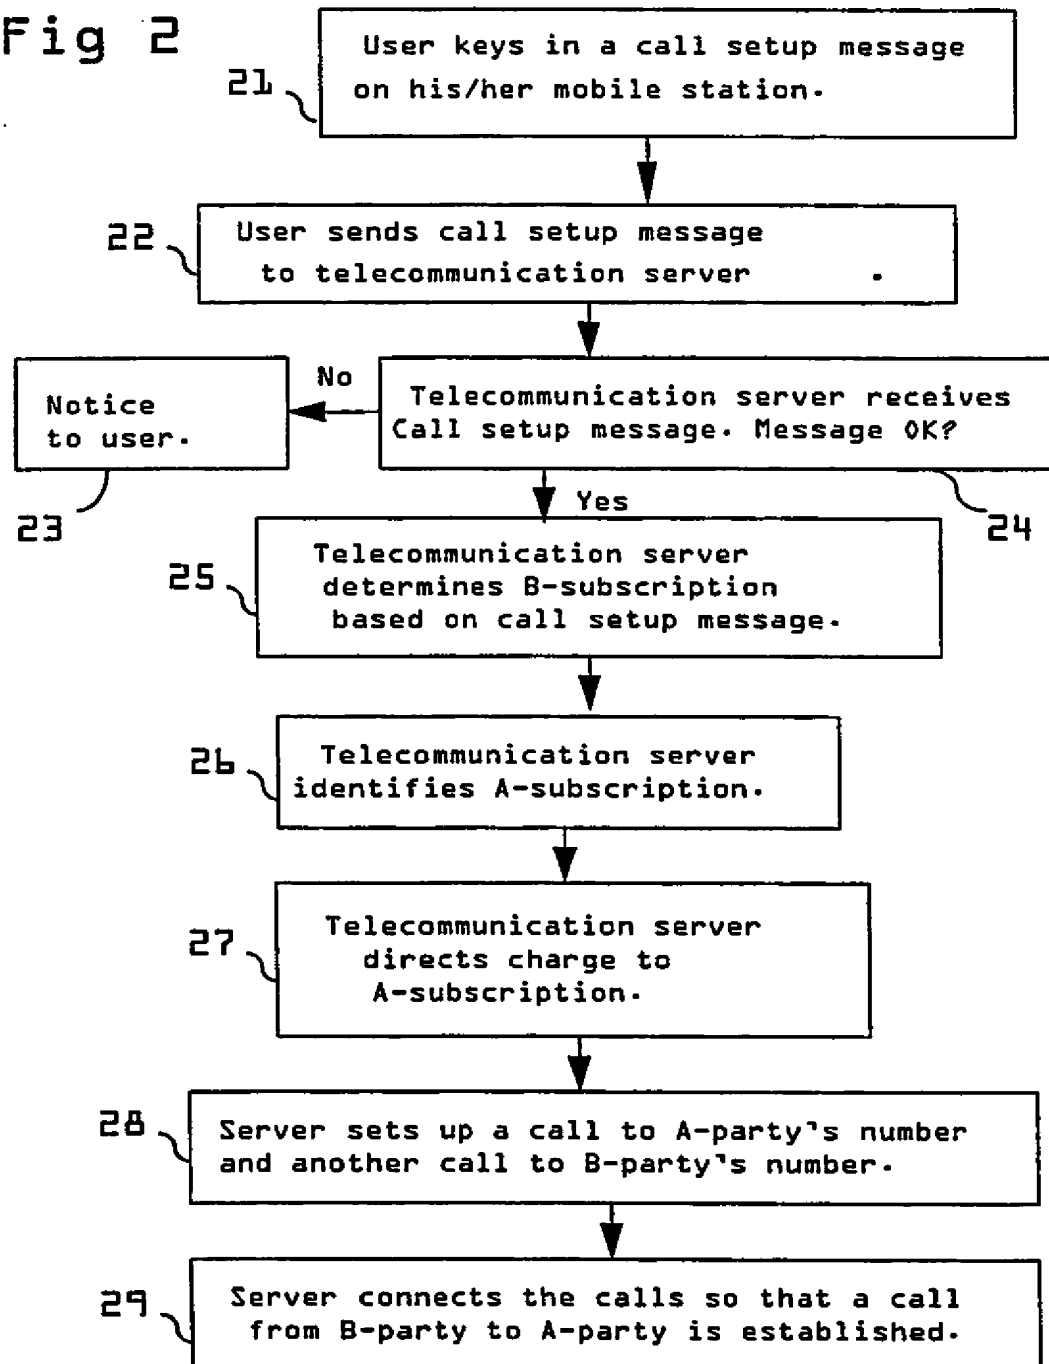 Fig 2
User keys in a call setup message
on his/her mobile station.
21
User sends call setup message
to telecommunication server .
22
No
Notice
to user.
23
Telecommunication server receives
Call setup message. Message OK?
24
Yes
Telecommunication server
determines B-subscription
based on call setup message.
25
Telecommunication server
identifies A-subscription.
26
Telecommunication server
directs charge to
A-subscription.
27
Server sets up a call to A-party's number
and another call to B-party's number.
28
Server connects the calls so that a call
from B-party to A-party is established.
29